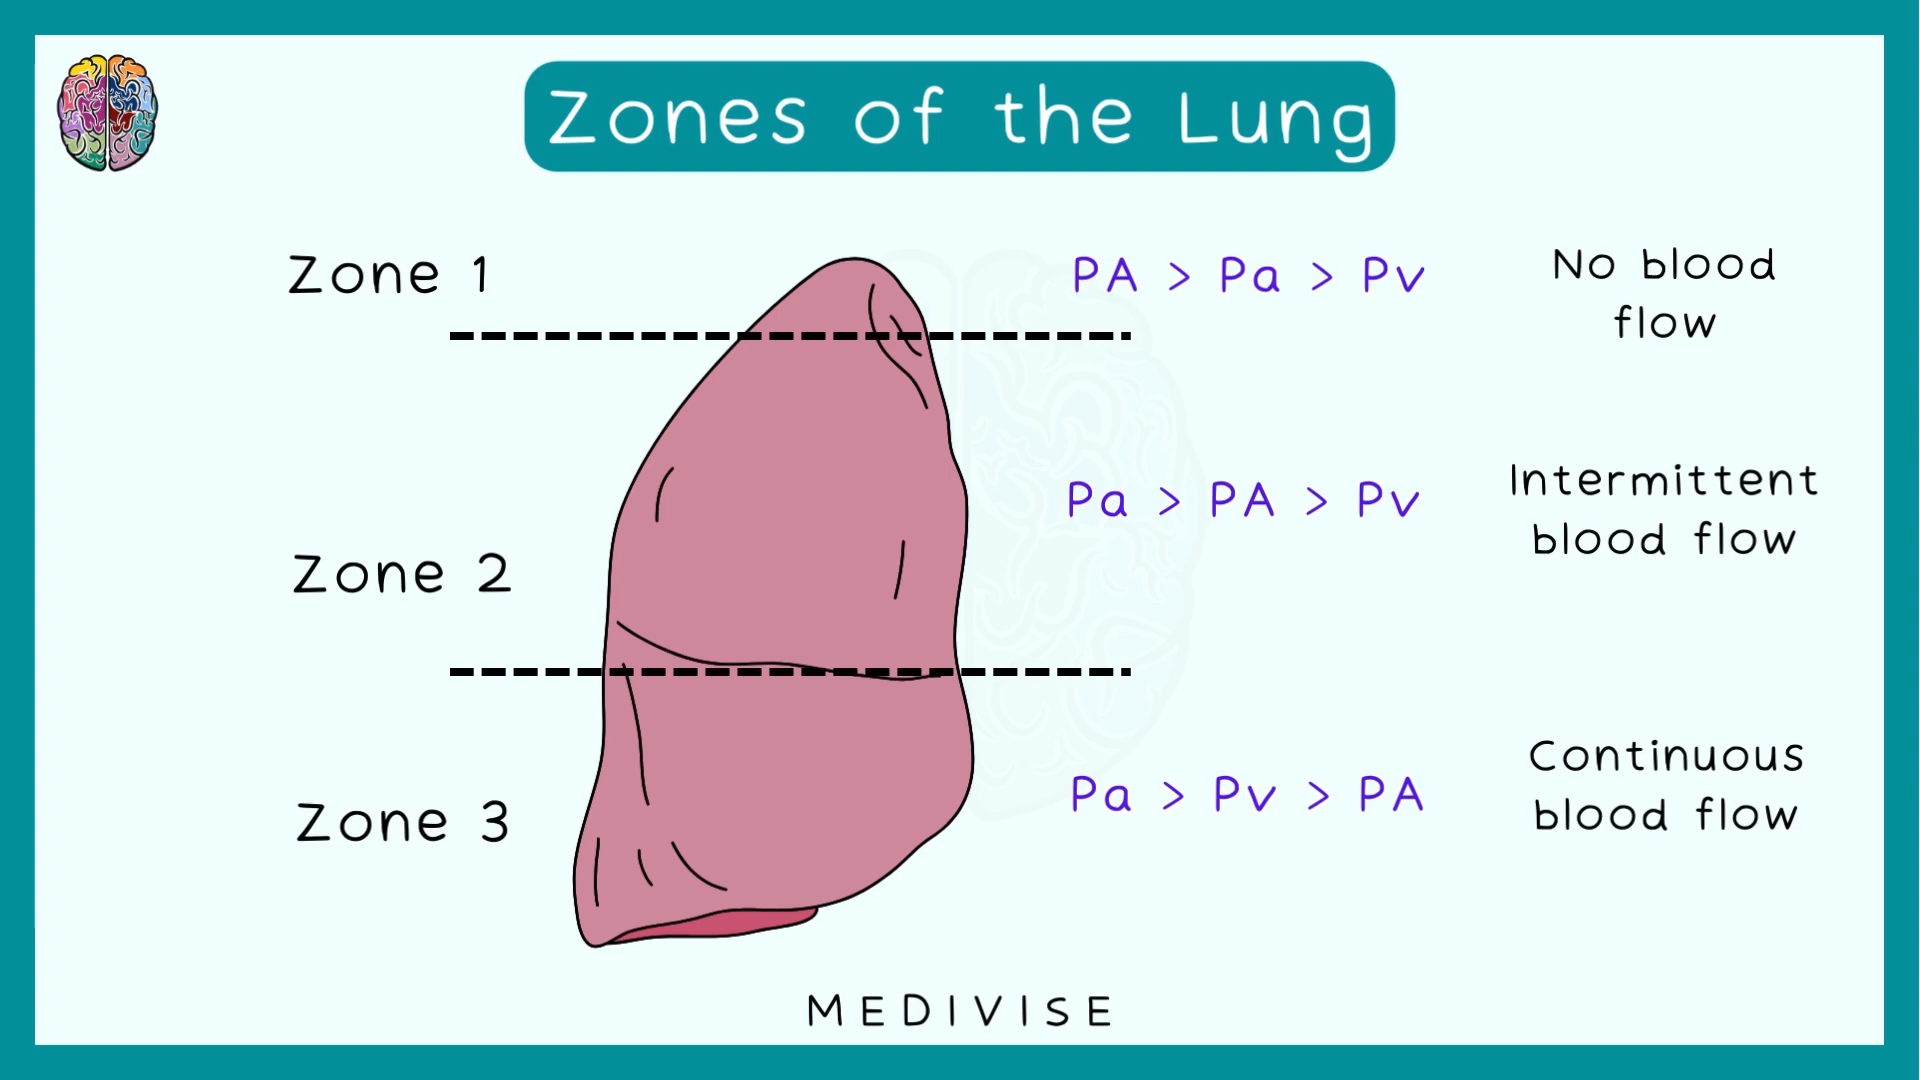 Zones of the Lung
Zone 1
PA > Pa > Pv
No blood
flow
Zone 2
Pa > PA > Pv
Intermittent
blood flow
Zone 3
Pa > Pv > PA
Continuous
blood flow
MEDIVISE